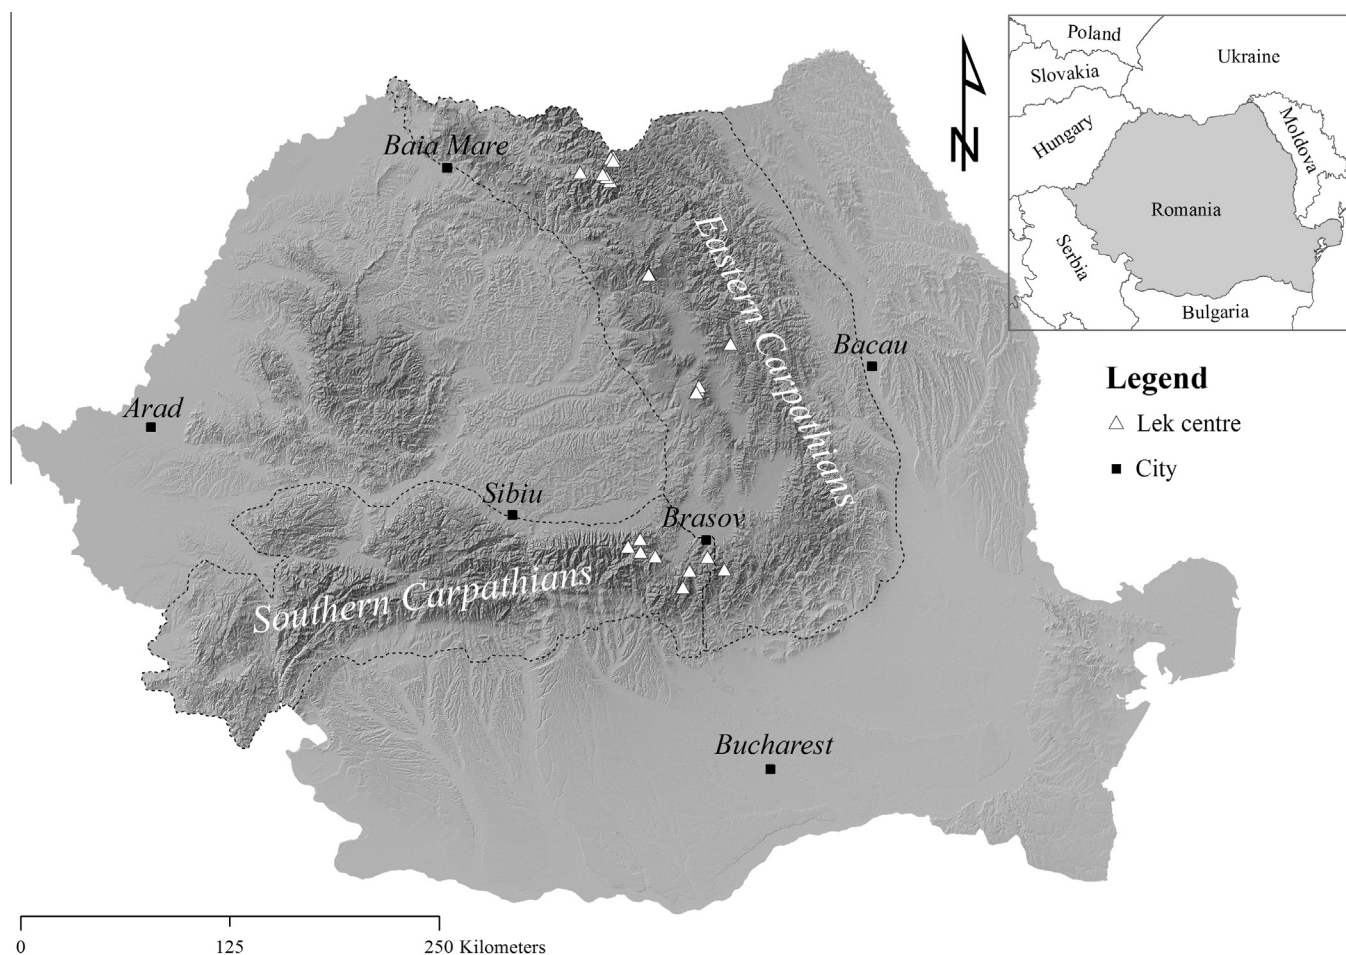 Poland
Ukraine
Slovakia
Hungary
Moldova
Romania
Serbia
Bulgaria
N
Baia Mare
Eastern Carpathians
Bacau
Arad
Sibiu
Brasov
Southern Carpathians
Bucharest
Legend
Lek centre
City
0 125 250 Kilometers